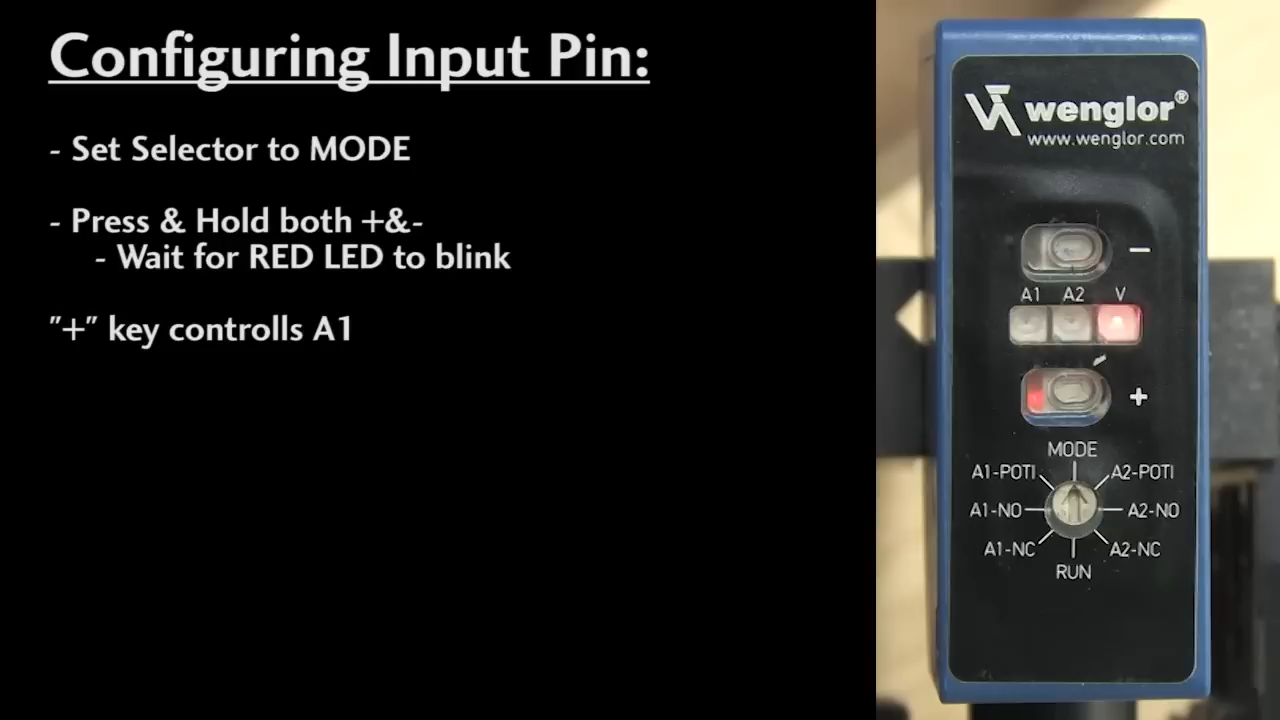 Configuring Input Pin:
- Set Selector to MODE
- Press & Hold both +&-
- Wait for RED LED to blink
"+" key controlls A1
wenglor®
www.wenglor.com
−
A1 A2 V
+
MODE
A1-POTI A2-POTI
A1-NO A2-NO
A1-NC A2-NC
RUN